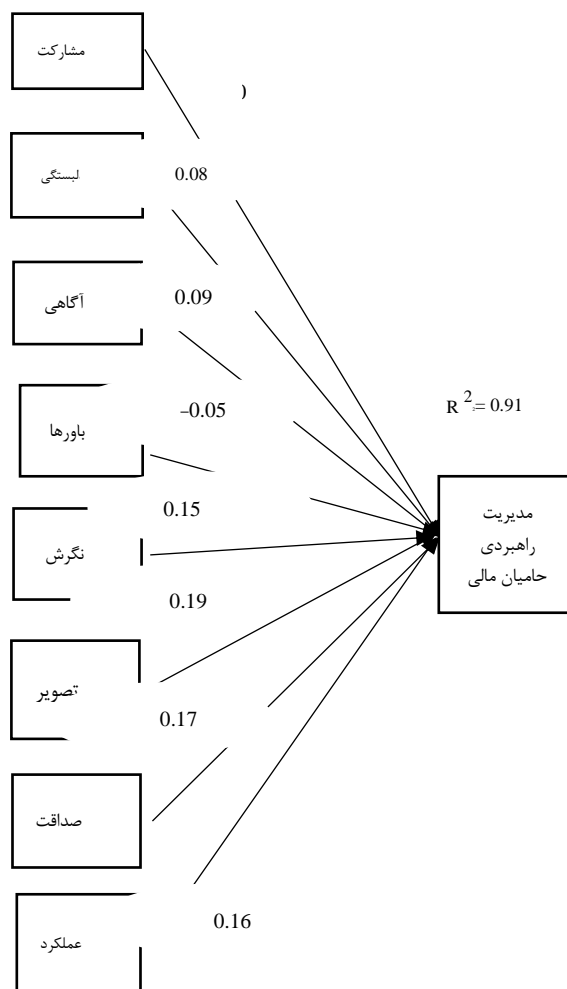 مشارکت
)
0.08
لبستگی
0.09
آگاهی
-0.05
باورها
R 2 = 0.91
0.15
مدیریت
راهبردی
حامیان مالی
نگرش
0.19
تصویر
0.17
صداقت
0.16
عملکرد